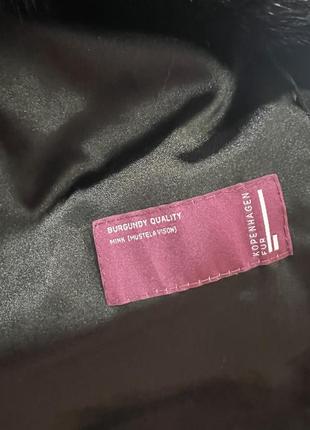 BURGUNDY QUALITY
MINK (MUSTELA VISON)
KOPENHAGEN
FUR